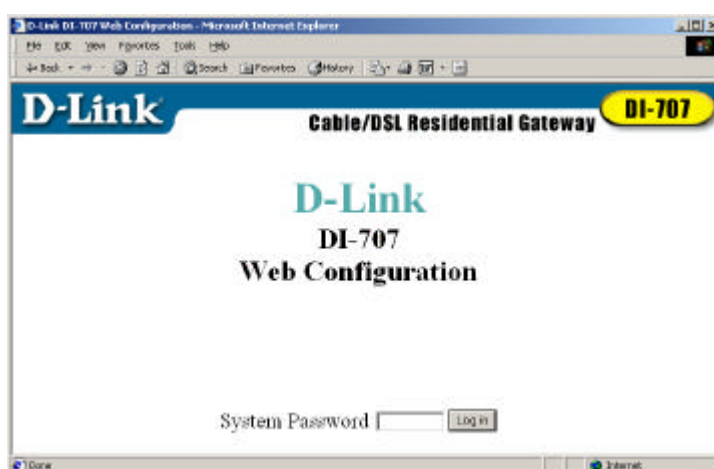 D-Link DI-707 Web Configuration - Microsoft Internet Explorer
File Edit View Favorites Tools Help
Back Search Favorites History
D-Link
DI-707
Cable/DSL Residential Gateway
D-Link
DI-707
Web Configuration
System Password Log in
Done Internet